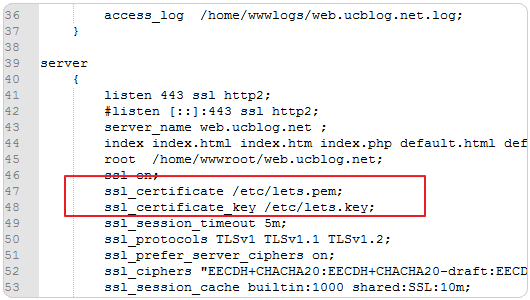 36 access_log /home/wwwlogs/web.ucblog.net.log;
37 }
38
39 server
40 {
41 listen 443 ssl http2;
42 #listen [::]:443 ssl http2;
43 server_name web.ucblog.net ;
44 index index.html index.htm index.php default.html def
45 root /home/wwwroot/web.ucblog.net;
46 ssl on;
47 ssl_certificate /etc/lets.pem;
48 ssl_certificate_key /etc/lets.key;
49 ssl_session_timeout 5m;
50 ssl_protocols TLSv1 TLSv1.1 TLSv1.2;
51 ssl_prefer_server_ciphers on;
52 ssl_ciphers "EECDH+CHACHA20:EECDH+CHACHA20-draft:EECD
53 ssl_session_cache builtin:1000 shared:SSL:10m;